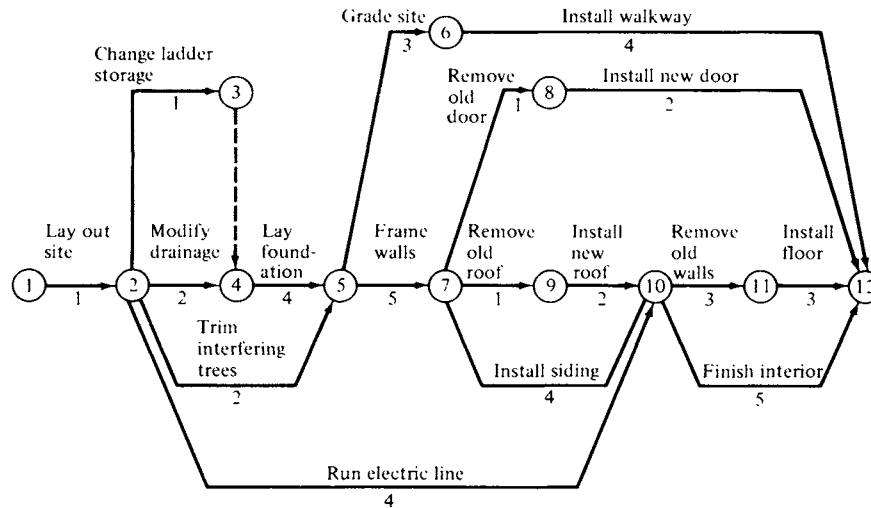 Grade site
6
Install walkway
3
4
Change ladder
storage
1
3
Remove
old
door
1
8
Install new door
2
Lay out
site
Modify
drainage
Lay
found-
ation
Frame
walls
Remove
old
roof
Install
new
roof
Remove
old
walls
Install
floor
1
2
4
5
7
9
10
11
12
1
2
4
5
1
2
3
3
Trim
interfering
trees
2
Install siding
4
Finish interior
5
Run electric line
4